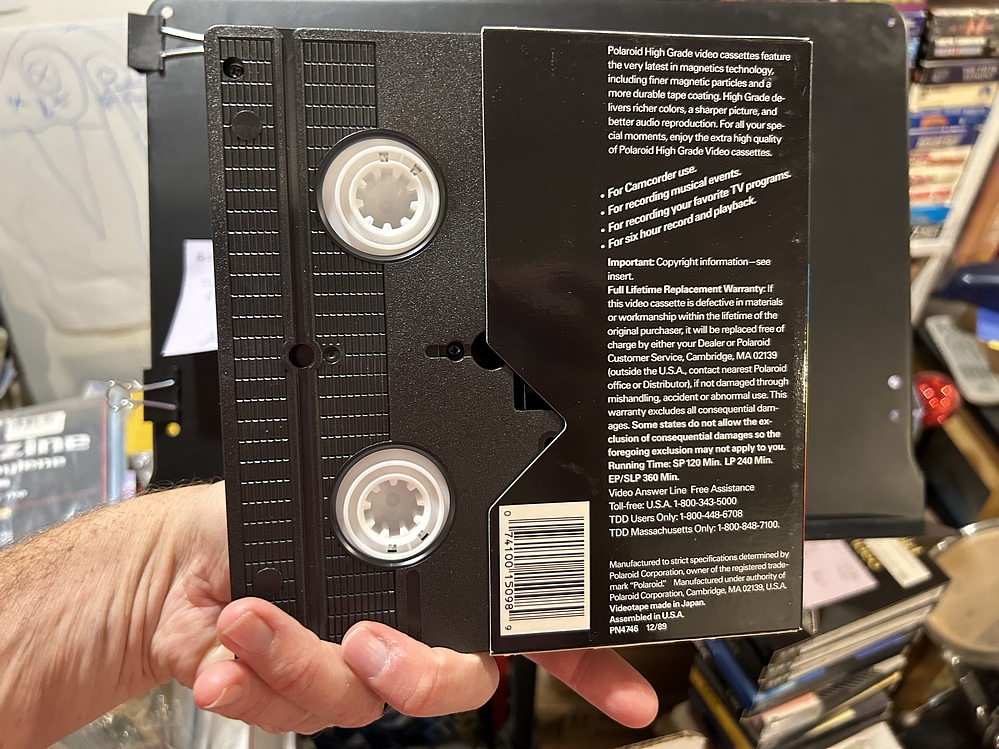 Polaroid High Grade video cassettes feature
the very latest in magnetics technology,
including finer magnetic particles and a
more durable tape coating. High Grade de-
livers richer colors, a sharper picture, and
better audio reproduction. For all your spe-
cial moments, enjoy the extra high quality
of Polaroid High Grade Video cassettes.
• For Camcorder use.
• For recording musical events.
• For recording your favorite TV programs.
• For six hour record and playback.
Important: Copyright information—see
insert.
Full Lifetime Replacement Warranty: If
this video cassette is defective in materials
or workmanship within the lifetime of the
original purchaser, it will be replaced free of
charge by either your Dealer or Polaroid
Customer Service, Cambridge, MA 02139
(outside the U.S.A., contact nearest Polaroid
office or Distributor), if not damaged through
mishandling, accident or abnormal use. This
warranty excludes all consequential dam-
ages. Some states do not allow the ex-
clusion of consequential damages so the
foregoing exclusion may not apply to you.
Running Time: SP 120 Min. LP 240 Min.
EP/SLP 360 Min.
Video Answer Line Free Assistance
Toll-free: U.S.A. 1-800-343-5000
TDD Users Only: 1-800-448-6708
TDD Massachusetts Only: 1-800-848-7100.
Manufactured to strict specifications determined by
Polaroid Corporation, owner of the registered trade-
mark "Polaroid." Manufactured under authority of
Polaroid Corporation, Cambridge, MA 02139, U.S.A.
Videotape made in Japan.
Assembled in U.S.A.
PN4746 12/89
0 74100 15098 9
zine